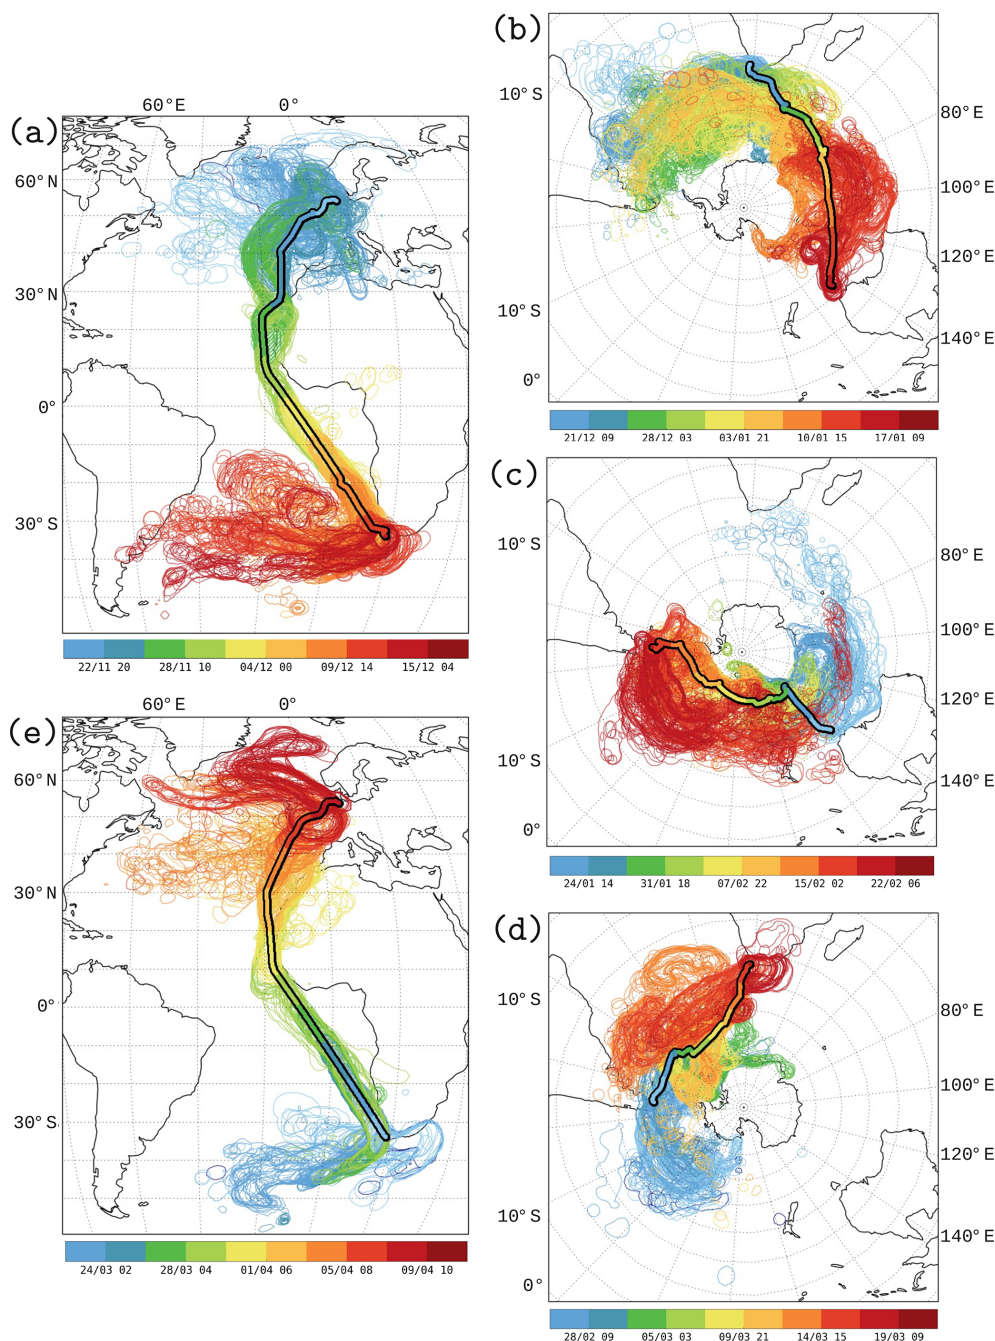 (a)
60°E 0°
60°N
30°N
0°
30°S
22/11 20 28/11 10 04/12 00 09/12 14 15/12 04
(b)
10°S
10°S
0°
80°E
100°E
120°E
140°E
21/12 09 28/12 03 03/01 21 10/01 15 17/01 09
(c)
10°S
10°S
0°
80°E
100°E
120°E
140°E
24/01 14 31/01 18 07/02 22 15/02 02 22/02 06
(e)
60°E 0°
60°N
30°N
0°
30°S
24/03 02 28/03 04 01/04 06 05/04 08 09/04 10
(d)
10°S
10°S
0°
80°E
100°E
120°E
140°E
28/02 09 05/03 03 09/03 21 14/03 15 19/03 09